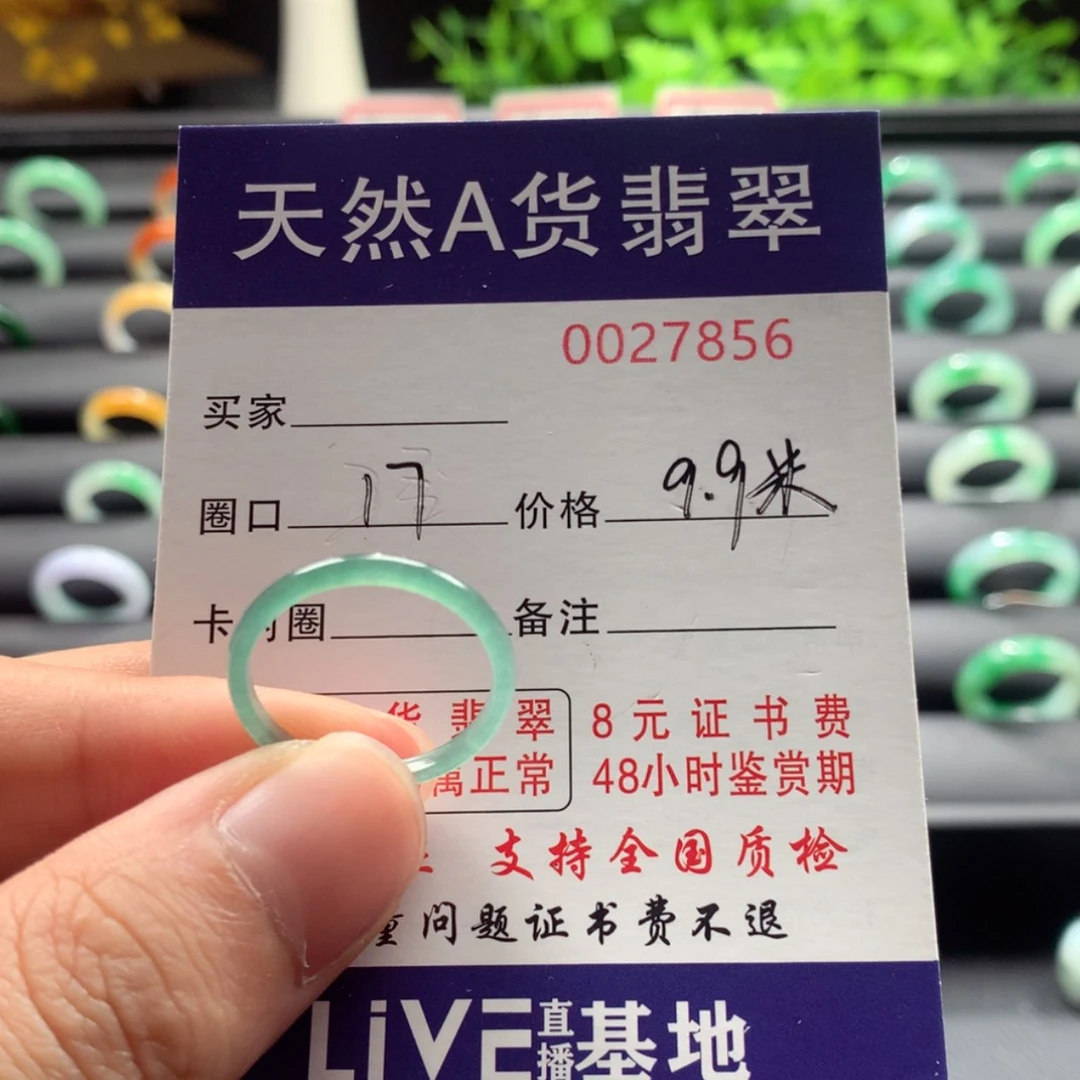 天然A货翡翠
0027856
买家
圈口 17 价格 9.9米
卡 圈 备注
货翡翠 8元证书费
属正常 48小时鉴赏期
支持全国质检
量问题证书费不退
LiVE直播基地